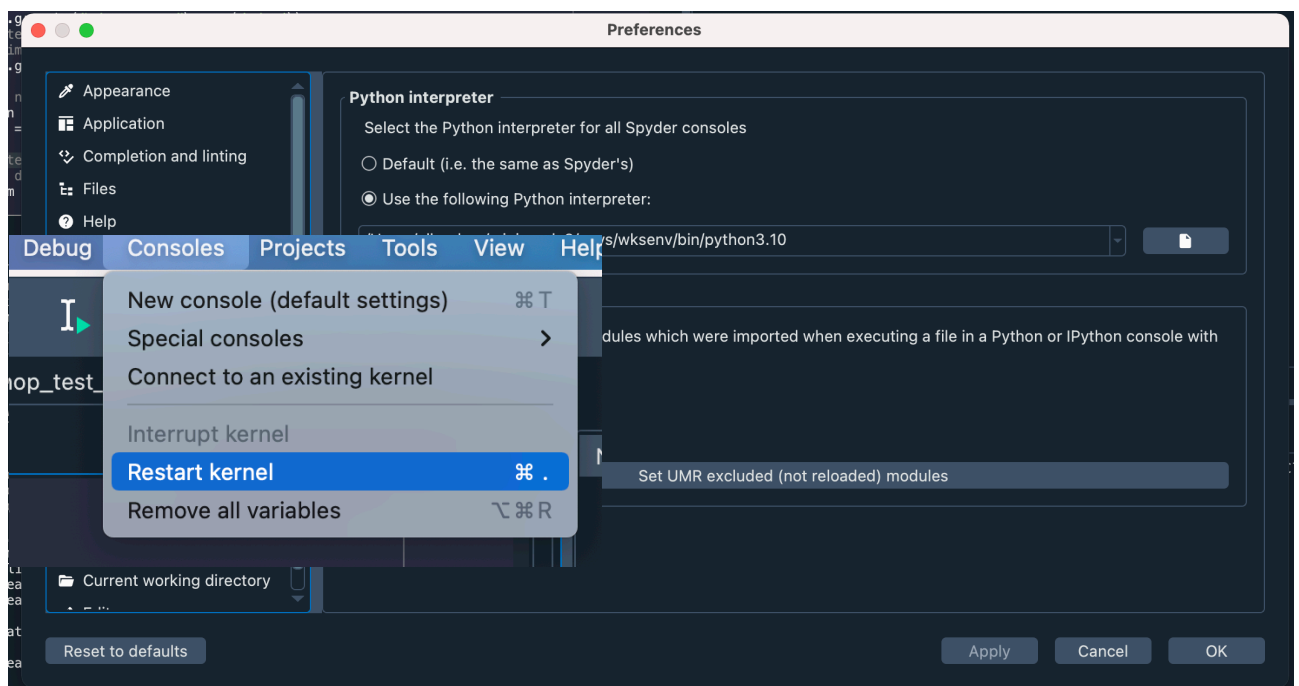 Preferences
Appearance
Application
Completion and linting
Files
Help
Python interpreter
Select the Python interpreter for all Spyder consoles
Default (i.e. the same as Spyder's)
Use the following Python interpreter:
/wksenv/bin/python3.10
Debug Consoles Projects Tools View Help
New console (default settings) ⌘ T
Special consoles
Connect to an existing kernel
Interrupt kernel
Restart kernel ⌘ .
Remove all variables ⌥ ⌘ R
op_test_
which were imported when executing a file in a Python or IPython console with
Set UMR excluded (not reloaded) modules
Current working directory
Reset to defaults
Apply Cancel OK